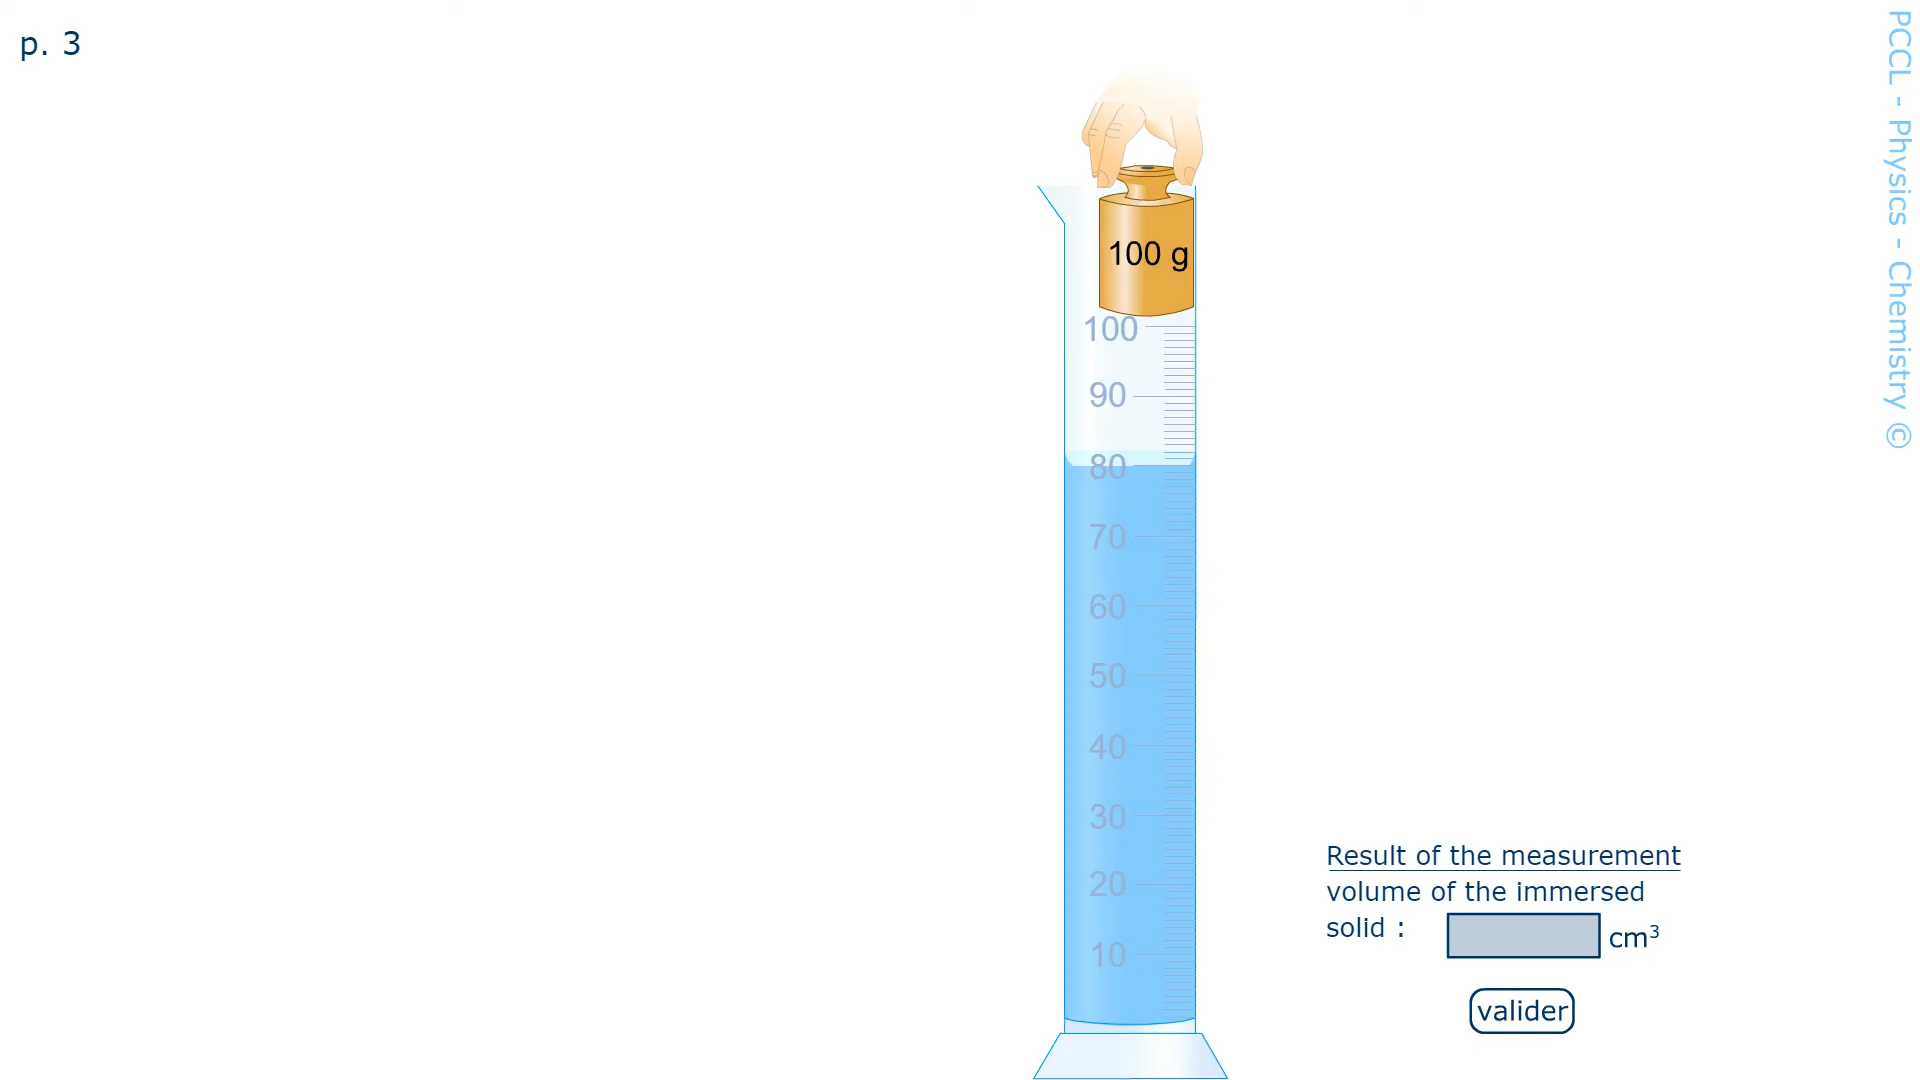 p. 3
PCCL - Physics - Chemistry ©
100 g
100
90
80
70
60
50
40
30
20
10
Result of the measurement
volume of the immersed
solid :
cm³
valider